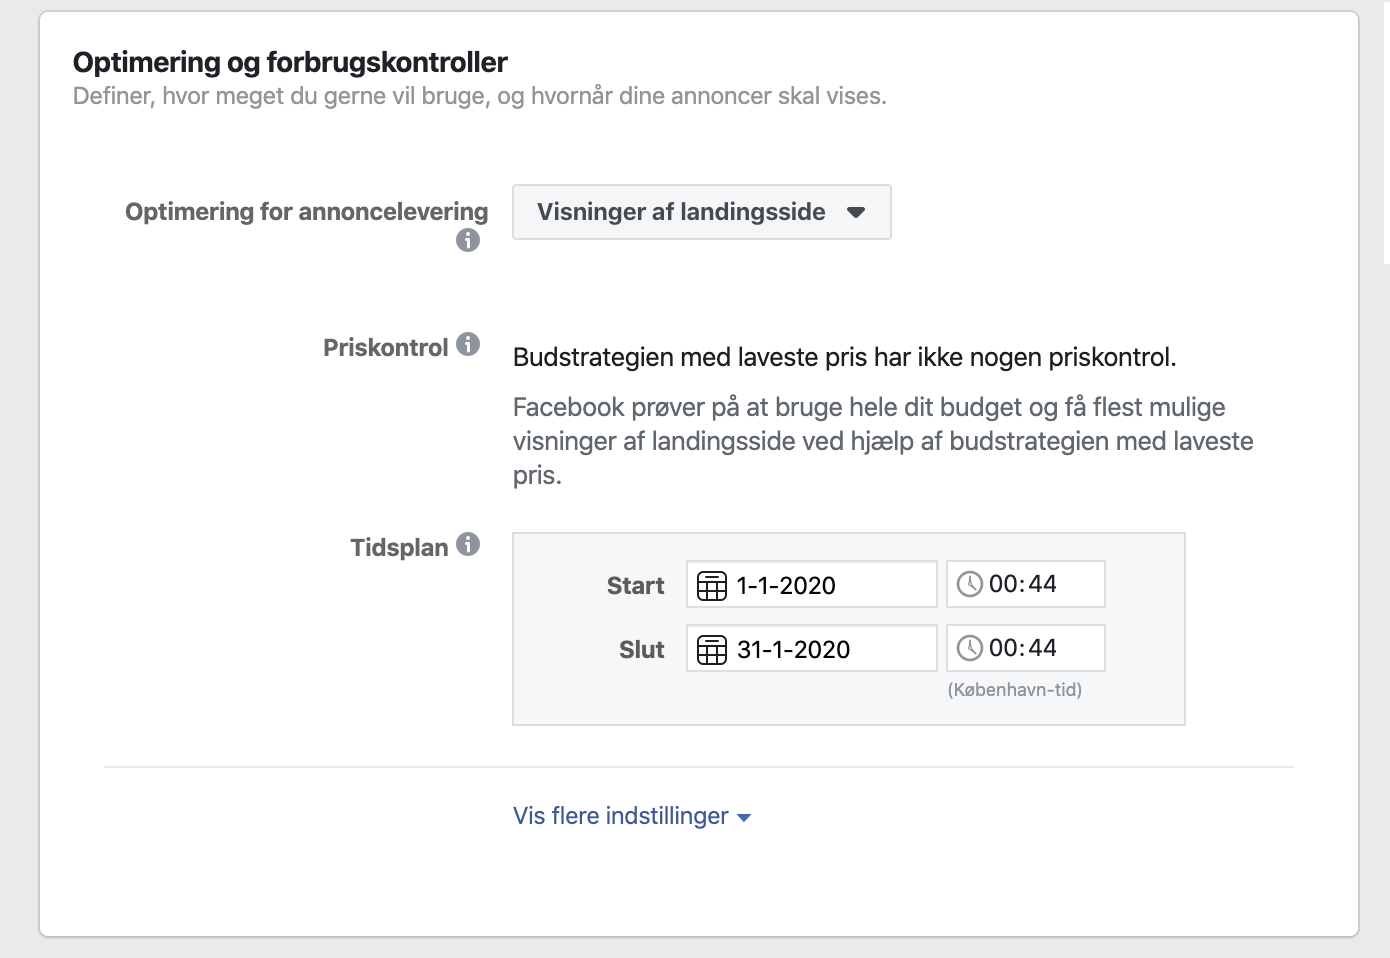 Optimering og forbrugskontroller
Definer, hvor meget du gerne vil bruge, og hvornår dine annoncer skal vises.
Optimering for annoncelevering
Visninger af landingsside
Priskontrol
Budstrategien med laveste pris har ikke nogen priskontrol.
Facebook prøver på at bruge hele dit budget og få flest mulige
visninger af landingsside ved hjælp af budstrategien med laveste
pris.
Tidsplan
Start 1-1-2020 00:44
Slut 31-1-2020 00:44
(København-tid)
Vis flere indstillinger